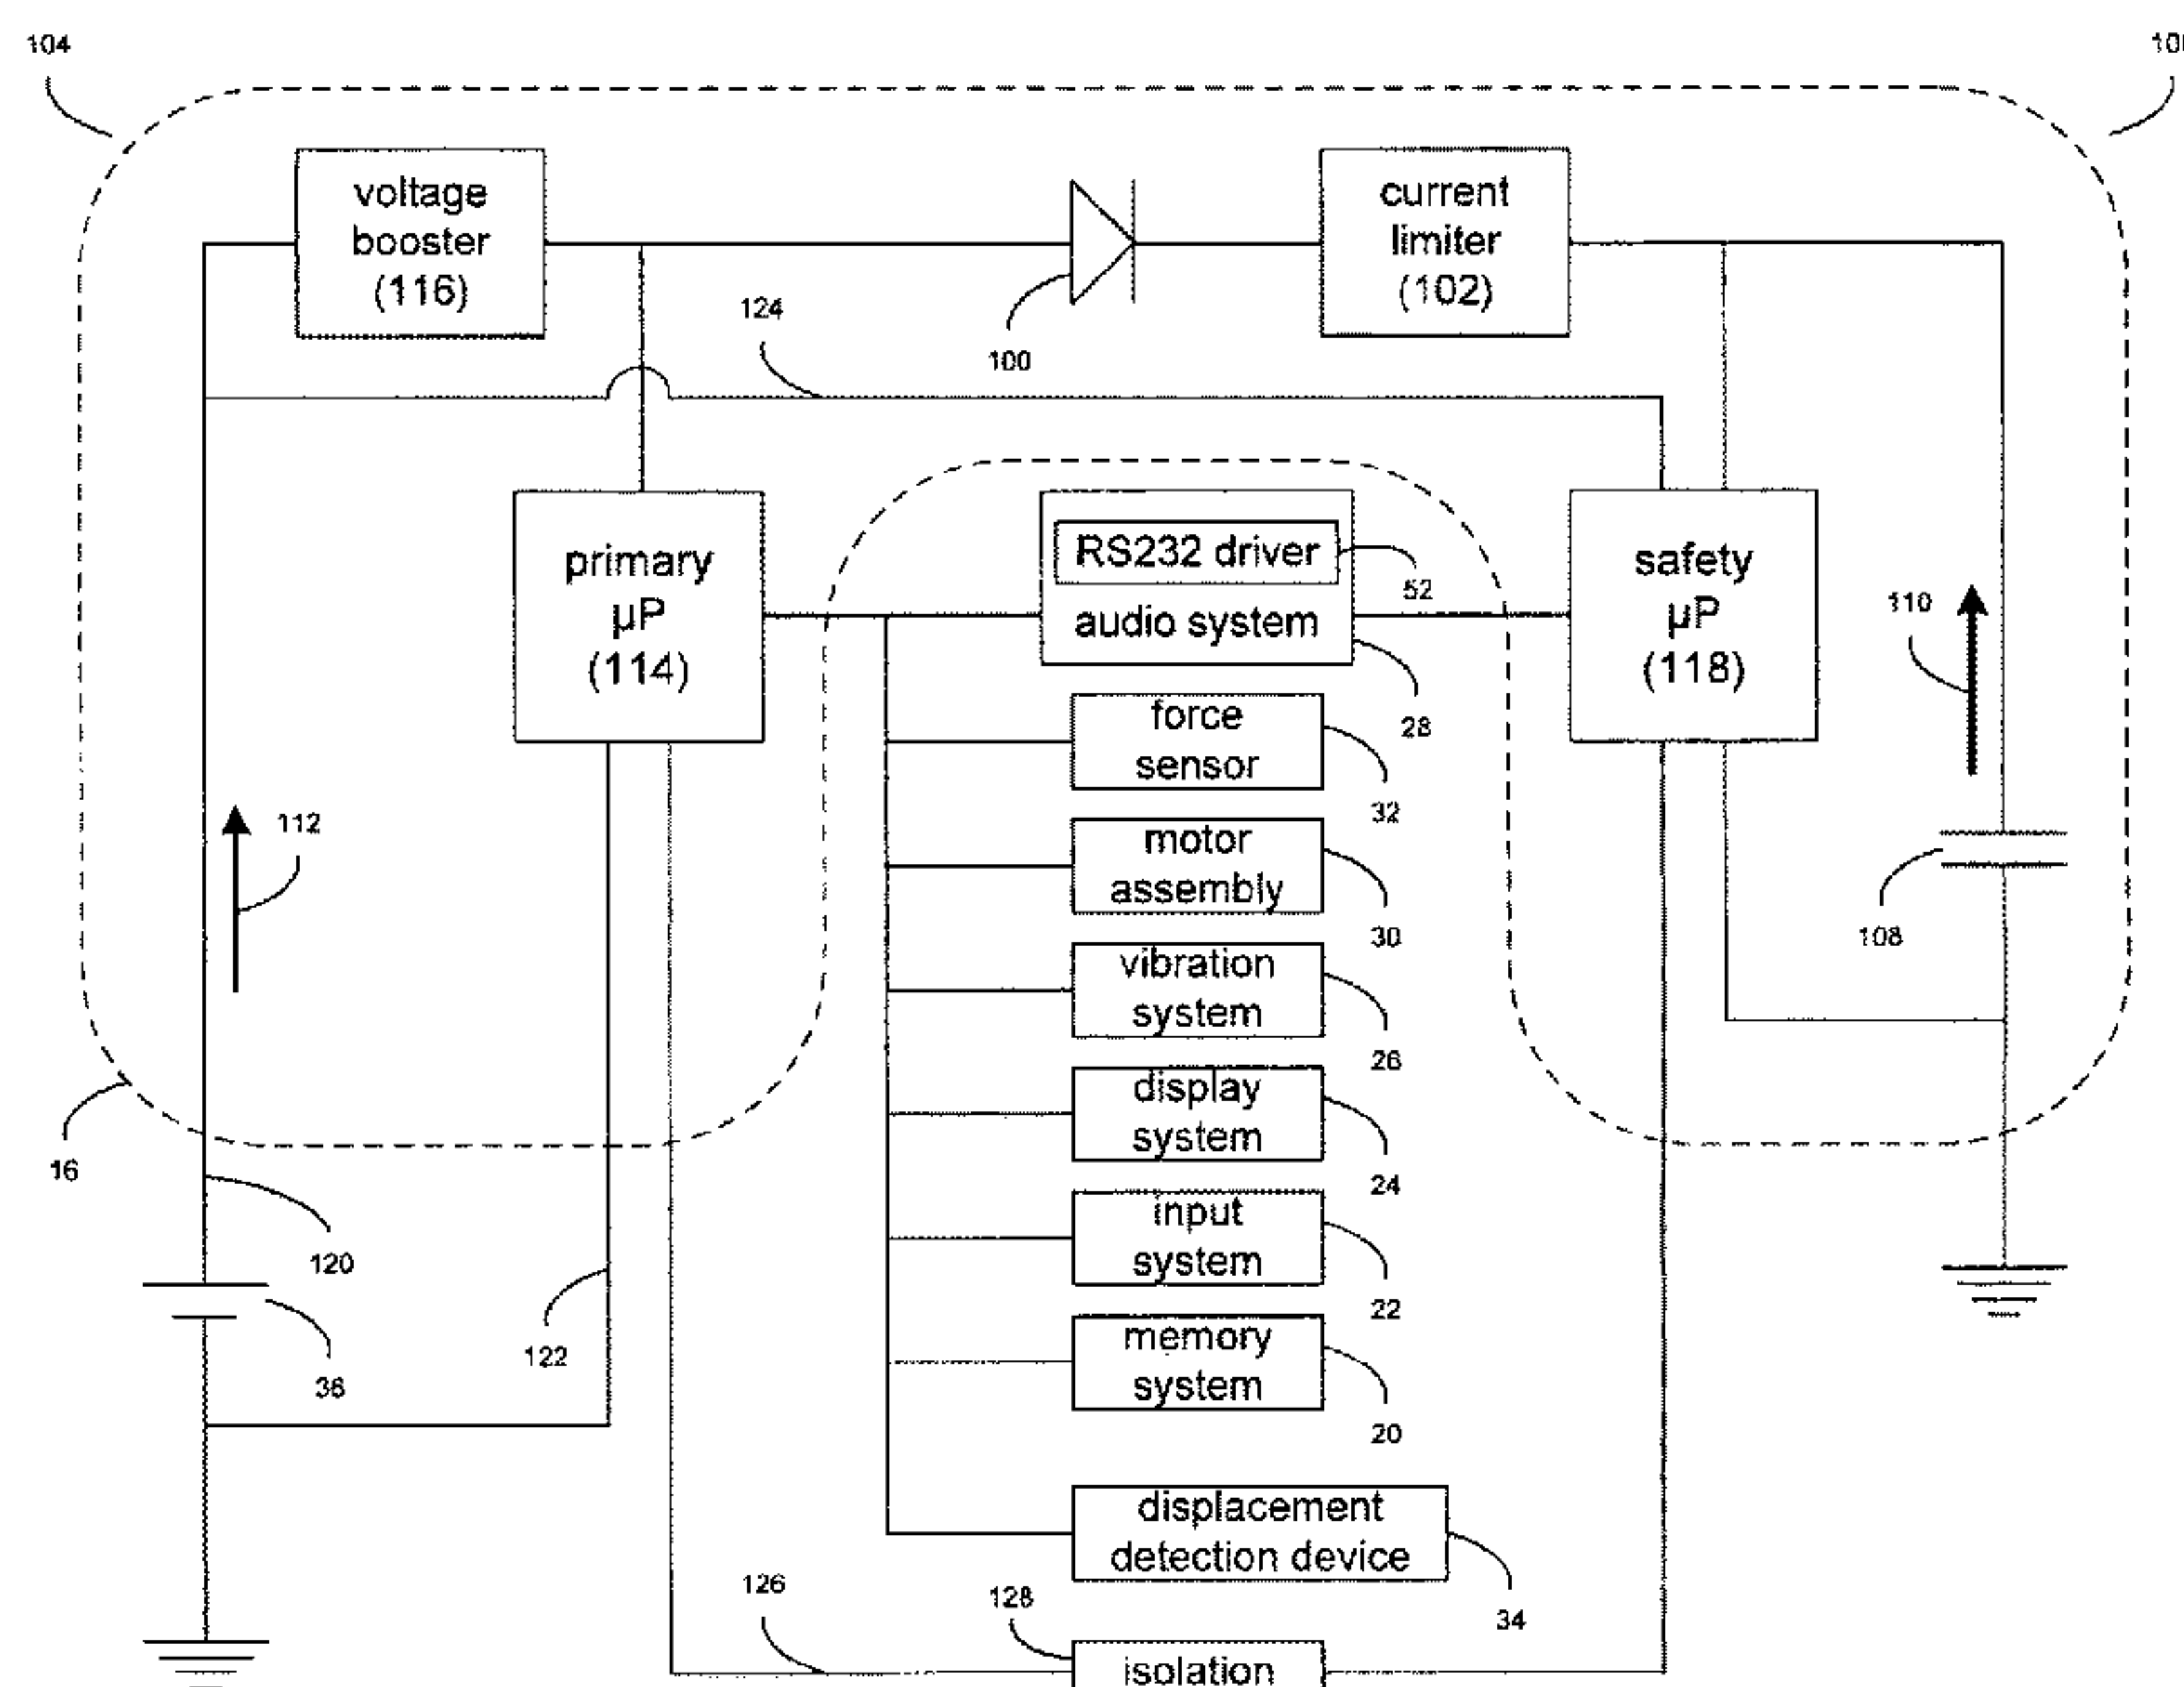 104
voltage
booster
(116)
current
limiter
(102)
124
100
primary
µP
(114)
RS232 driver
52
audio system
28
safety
µP
(118)
110
force
sensor
32
112
motor
assembly
30
108
vibration
system
26
display
system
24
16
120
input
system
22
122
36
memory
system
20
displacement
detection device
34
126
128
isolation